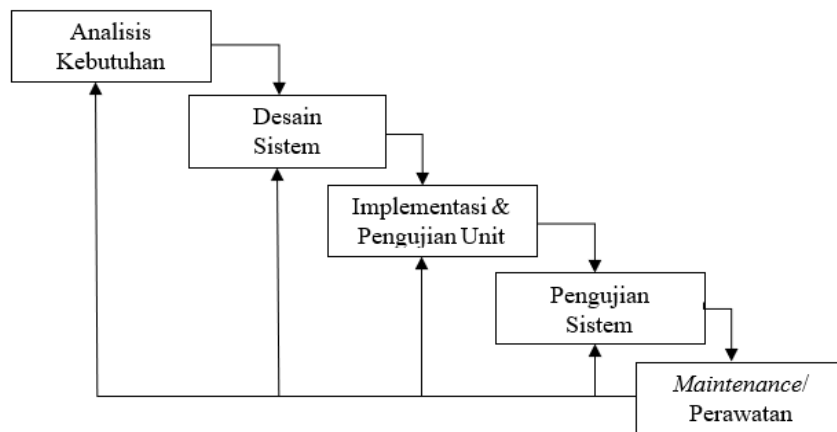 Analisis
Kebutuhan
Desain
Sistem
Implementasi &
Pengujian Unit
Pengujian
Sistem
Maintenance/
Perawatan